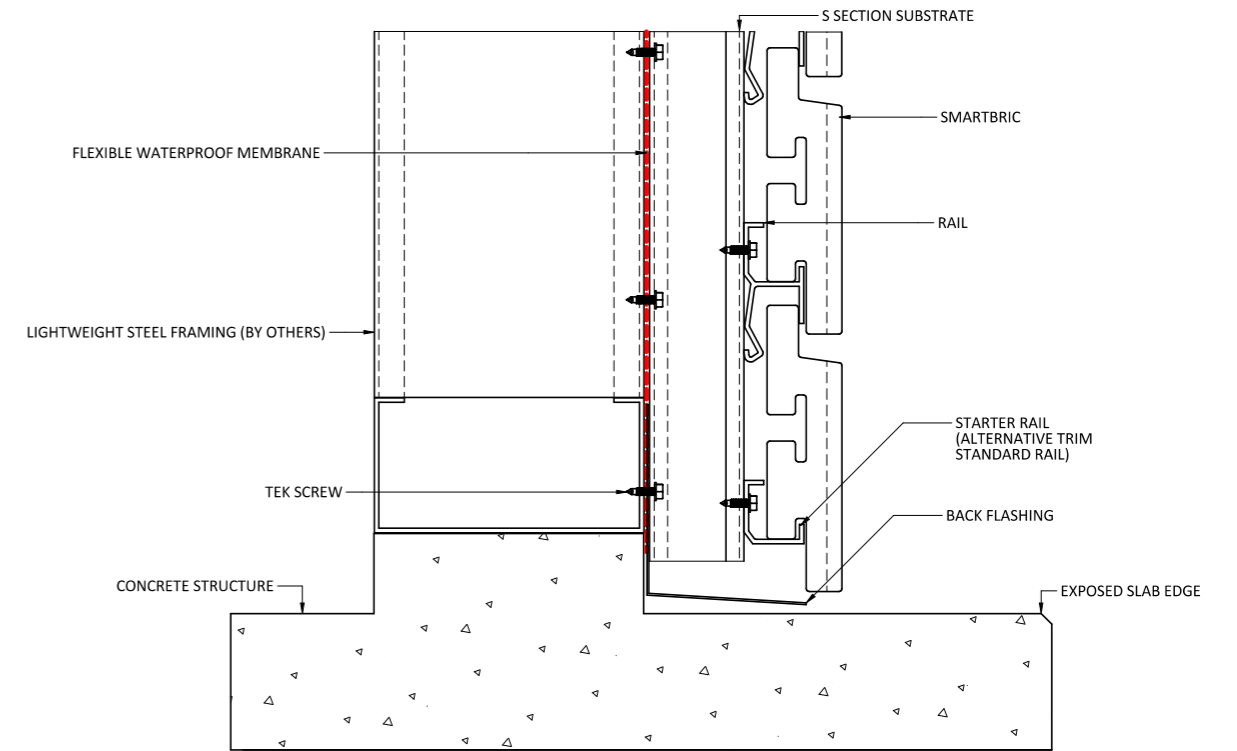 S SECTION SUBSTRATE
SMARTBRIC
FLEXIBLE WATERPROOF MEMBRANE
RAIL
LIGHTWEIGHT STEEL FRAMING (BY OTHERS)
STARTER RAIL
(ALTERNATIVE TRIM
STANDARD RAIL)
TEK SCREW
BACK FLASHING
CONCRETE STRUCTURE
EXPOSED SLAB EDGE